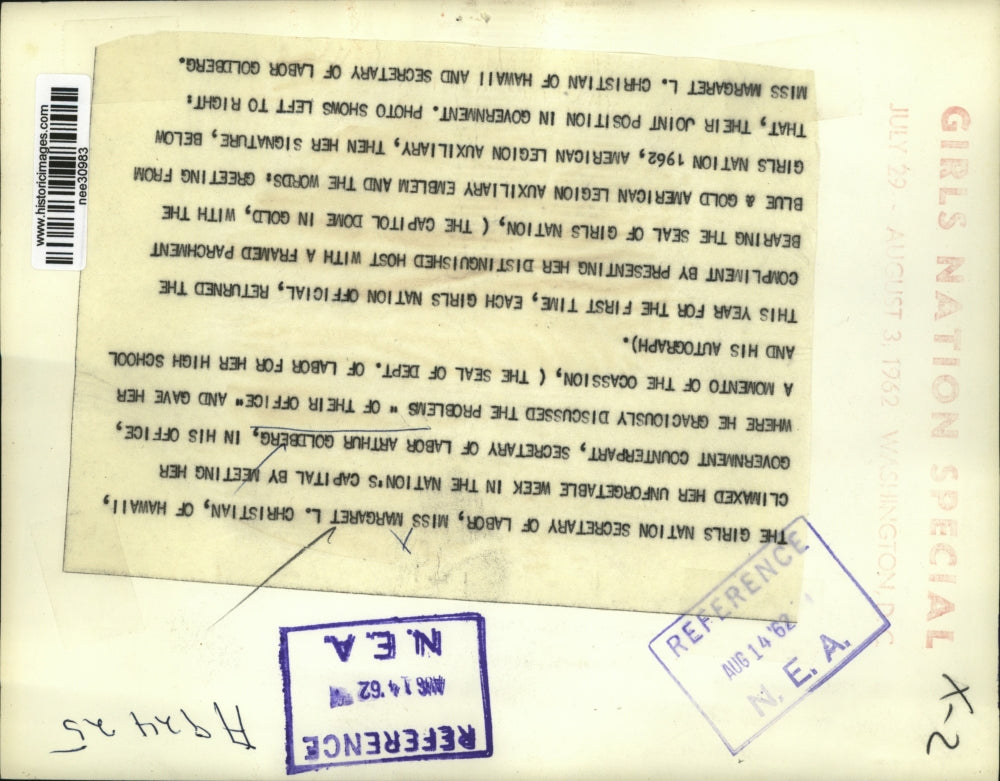 THE GIRLS NATION SECRETARY OF LABOR, MISS MARGARET L. CHRISTIAN, OF HAWAII,
CLIMAXED HER UNFORGETABLE WEEK IN THE NATION'S CAPITAL BY MEETING HER
GOVERNMENT COUNTERPART, SECRETARY OF LABOR ARTHUR GOLDBERG, IN HIS OFFICE,
WHERE HE GRACIOUSLY DISCUSSED THE PROBLEMS " OF THEIR OFFICE" AND GAVE HER
A MOMENTO OF THE OCASSION, ( THE SEAL OF DEPT. OF LABOR FOR HER HIGH SCHOOL
AND HIS AUTOGRAPH).
THIS YEAR FOR THE FIRST TIME, EACH GIRLS NATION OFFICIAL, RETURNED THE
COMPLIMENT BY PRESENTING HER DISTINGUISHED HOST WITH A FRAMED PARCHMENT
BEARING THE SEAL OF GIRLS NATION, ( THE CAPITOL DOME IN GOLD, WITH THE
BLUE & GOLD AMERICAN LEGION AUXILIARY EMBLEM AND THE WORDS: GREETING FROM
GIRLS NATION 1962, AMERICAN LEGION AUXILIARY, THEN HER SIGNATURE, BELOW
THAT, THEIR JOINT POSITION IN GOVERNMENT. PHOTO SHOWS LEFT TO RIGHT:
MISS MARGARET L. CHRISTIAN OF HAWAII AND SECRETARY OF LABOR GOLDBERG.
GIRLS NATION SPECIAL
JULY 29 - AUGUST 3, 1962 WASHINGTON D.C.
www.historicimages.com
nee30983
REFERENCE
AUG 14 '62
N. E. A.
REFERENCE
AUG 14 '62
N. E. A.
A92425
X-2